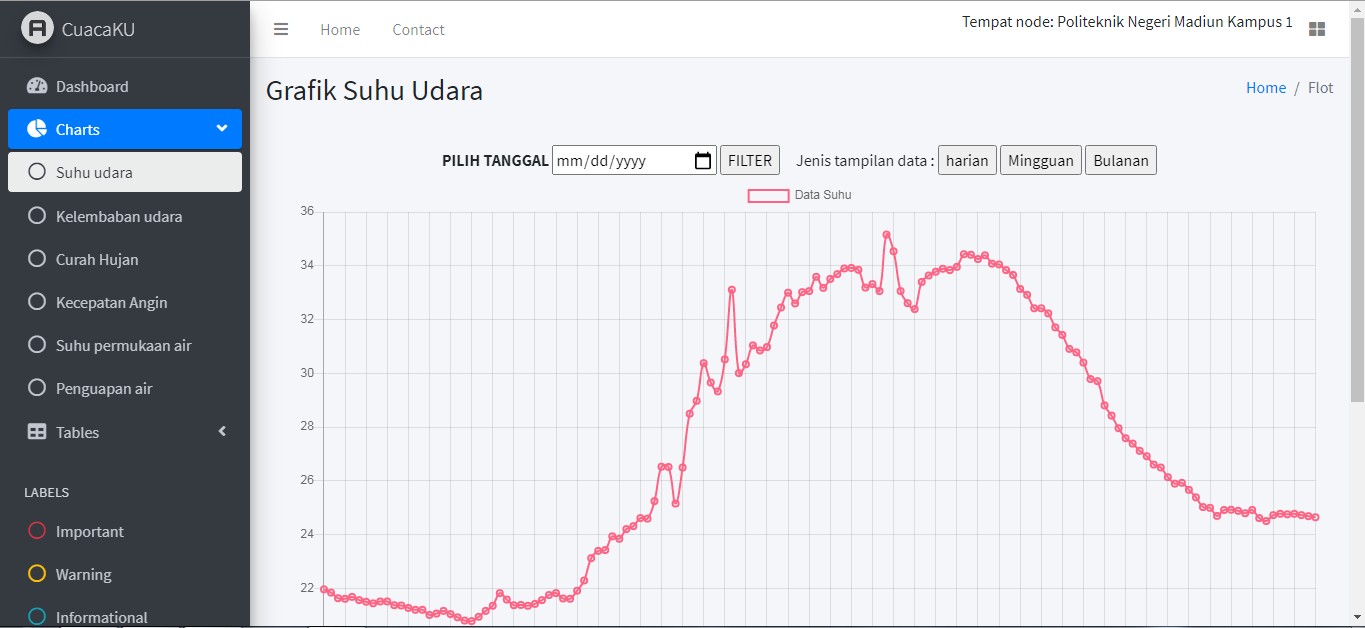 CuacaKU
Home Contact
Tempat node: Politeknik Negeri Madiun Kampus 1
Dashboard
Charts
Suhu udara
Kelembaban udara
Curah Hujan
Kecepatan Angin
Suhu permukaan air
Penguapan air
Tables
LABELS
Important
Warning
Informational
Grafik Suhu Udara
Home / Flot
PILIH TANGGAL mm/dd/yyyy FILTER Jenis tampilan data : harian Mingguan Bulanan
Data Suhu
36
34
32
30
28
26
24
22